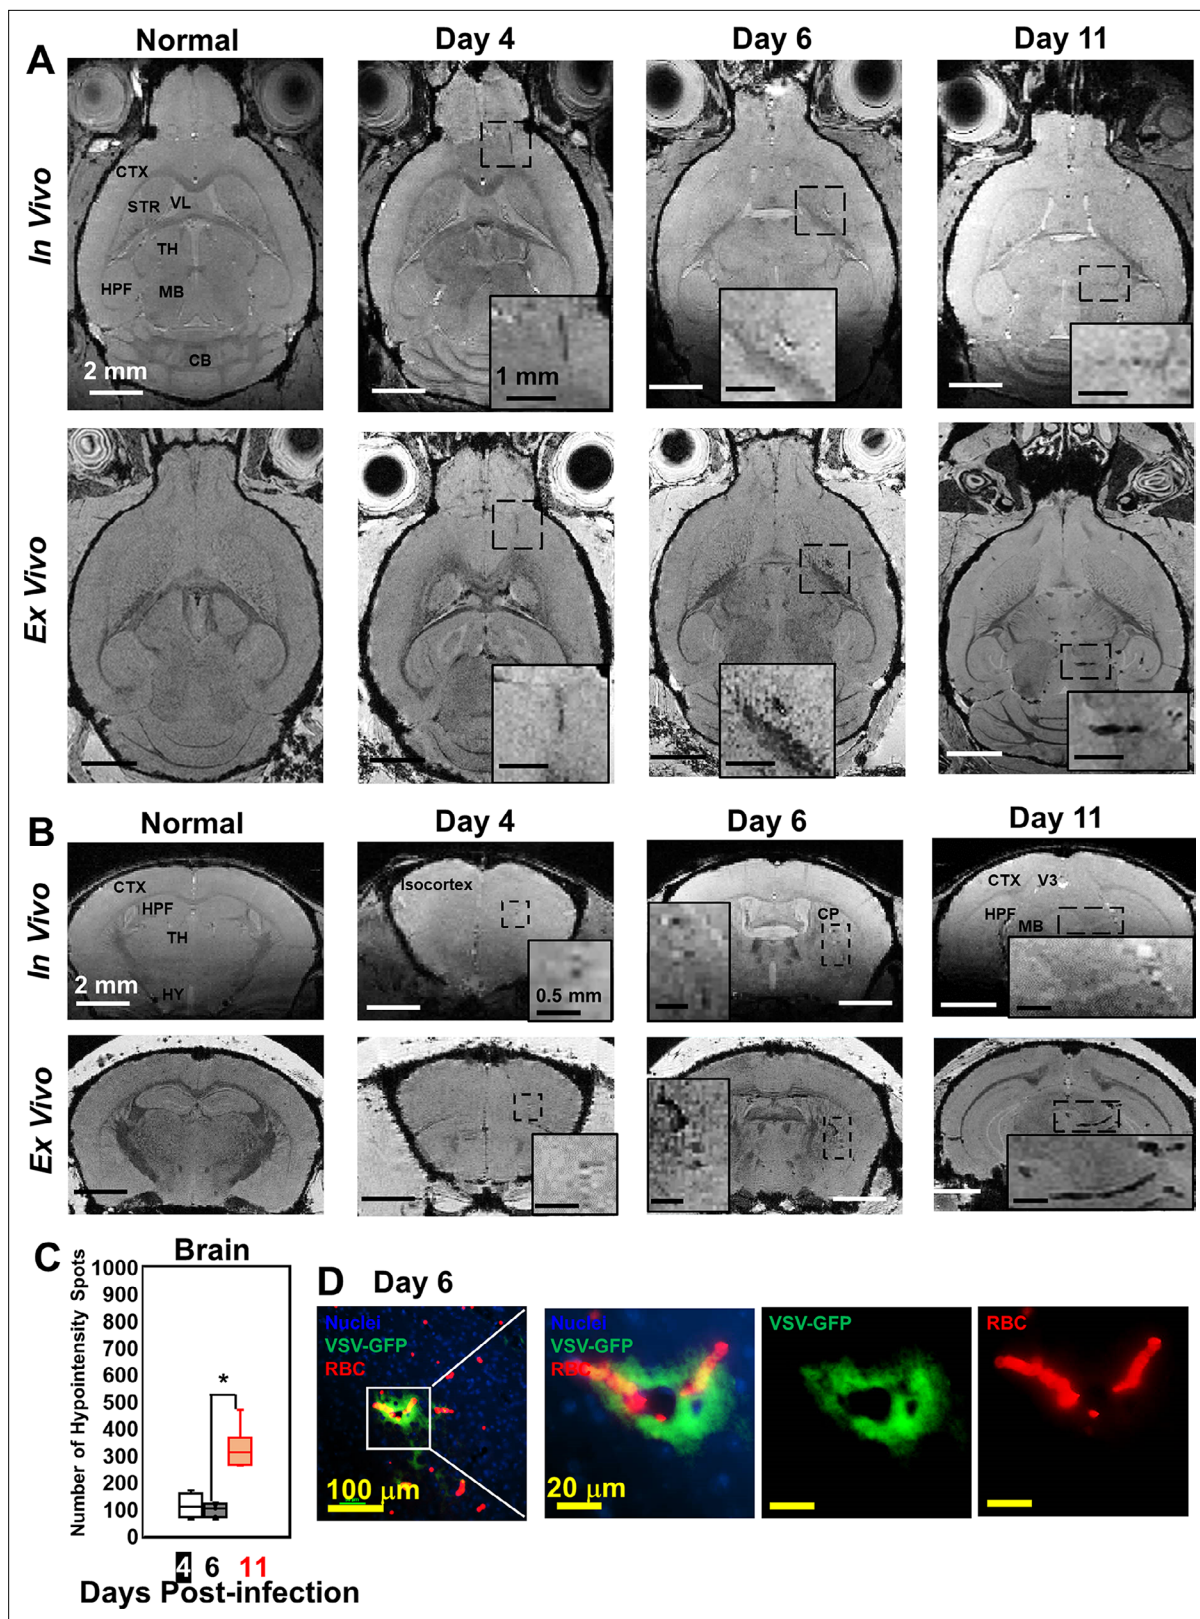 A
Normal
Day 4
Day 6
Day 11
In Vivo
CTX
STR
VL
TH
HPF
MB
CB
2 mm
1 mm
Ex Vivo
B
Normal
Day 4
Day 6
Day 11
In Vivo
CTX
HPF
TH
HY
2 mm
Isocortex
0.5 mm
CP
CTX
V3
HPF
MB
Ex Vivo
C
Brain
Number of Hypointensity Spots
1000
900
800
700
600
500
400
300
200
100
0
*
4 6 11
Days Post-infection
D
Day 6
Nuclei
VSV-GFP
RBC
100 µm
Nuclei
VSV-GFP
RBC
20 µm
VSV-GFP
RBC